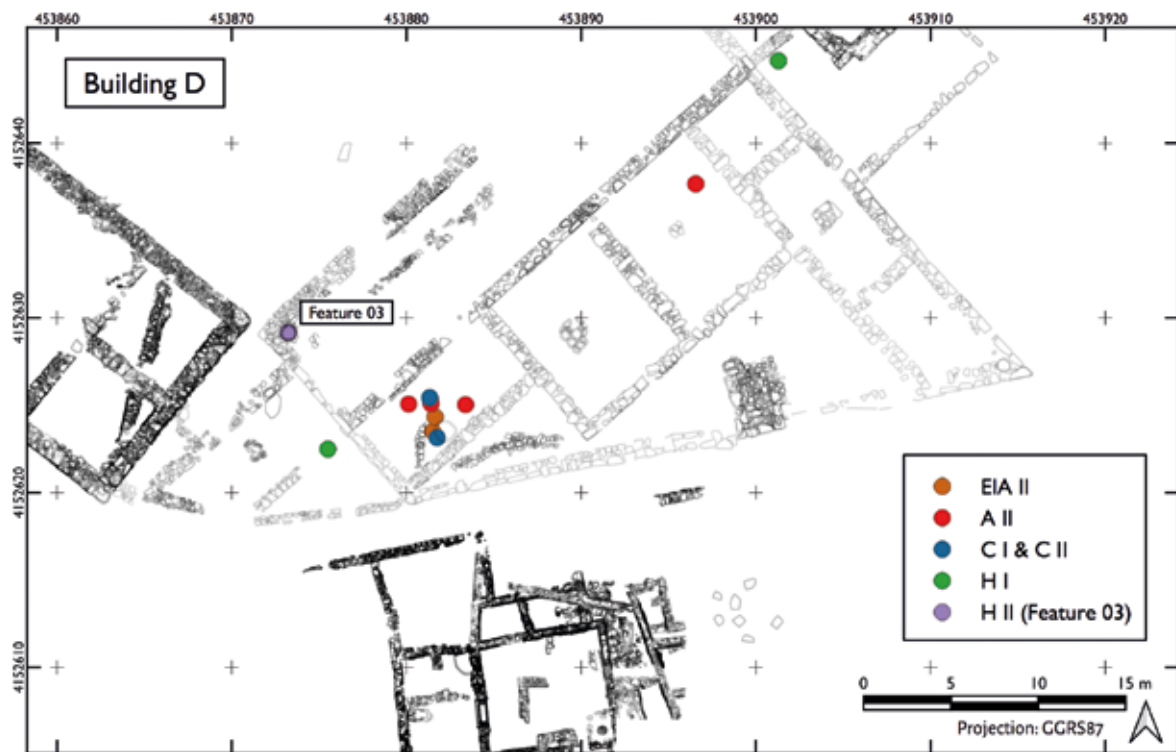 453860 453870 453880 453890 453900 453910 453920
Building D
4152640
4152630
4152620
4152610
Feature 03
EIA II
A II
C I & C II
H I
H II (Feature 03)
0 5 10 15 m
Projection: GGRS87